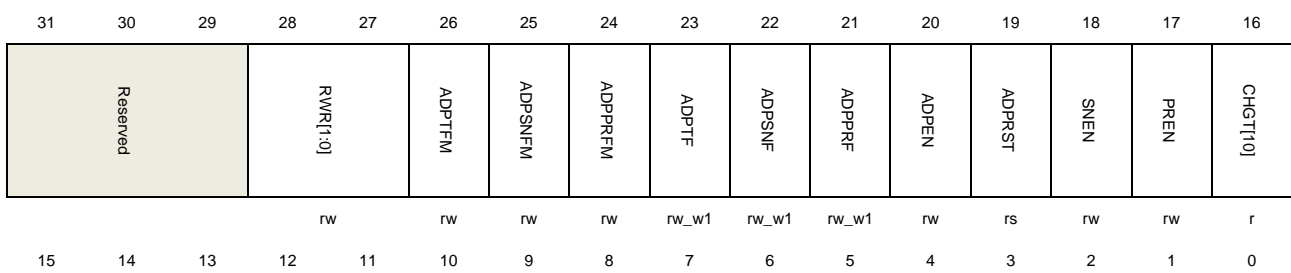 31 30 29 28 27 26 25 24 23 22 21 20 19 18 17 16
Reserved RWR[1:0] ADPTFM ADPSNFM ADPPRFM ADPTF ADPSNF ADPPRF ADPEN ADPRST SNEN PREN CHGT[10]
rw rw rw rw rw_w1 rw_w1 rw_w1 rw rs rw rw r
15 14 13 12 11 10 9 8 7 6 5 4 3 2 1 0